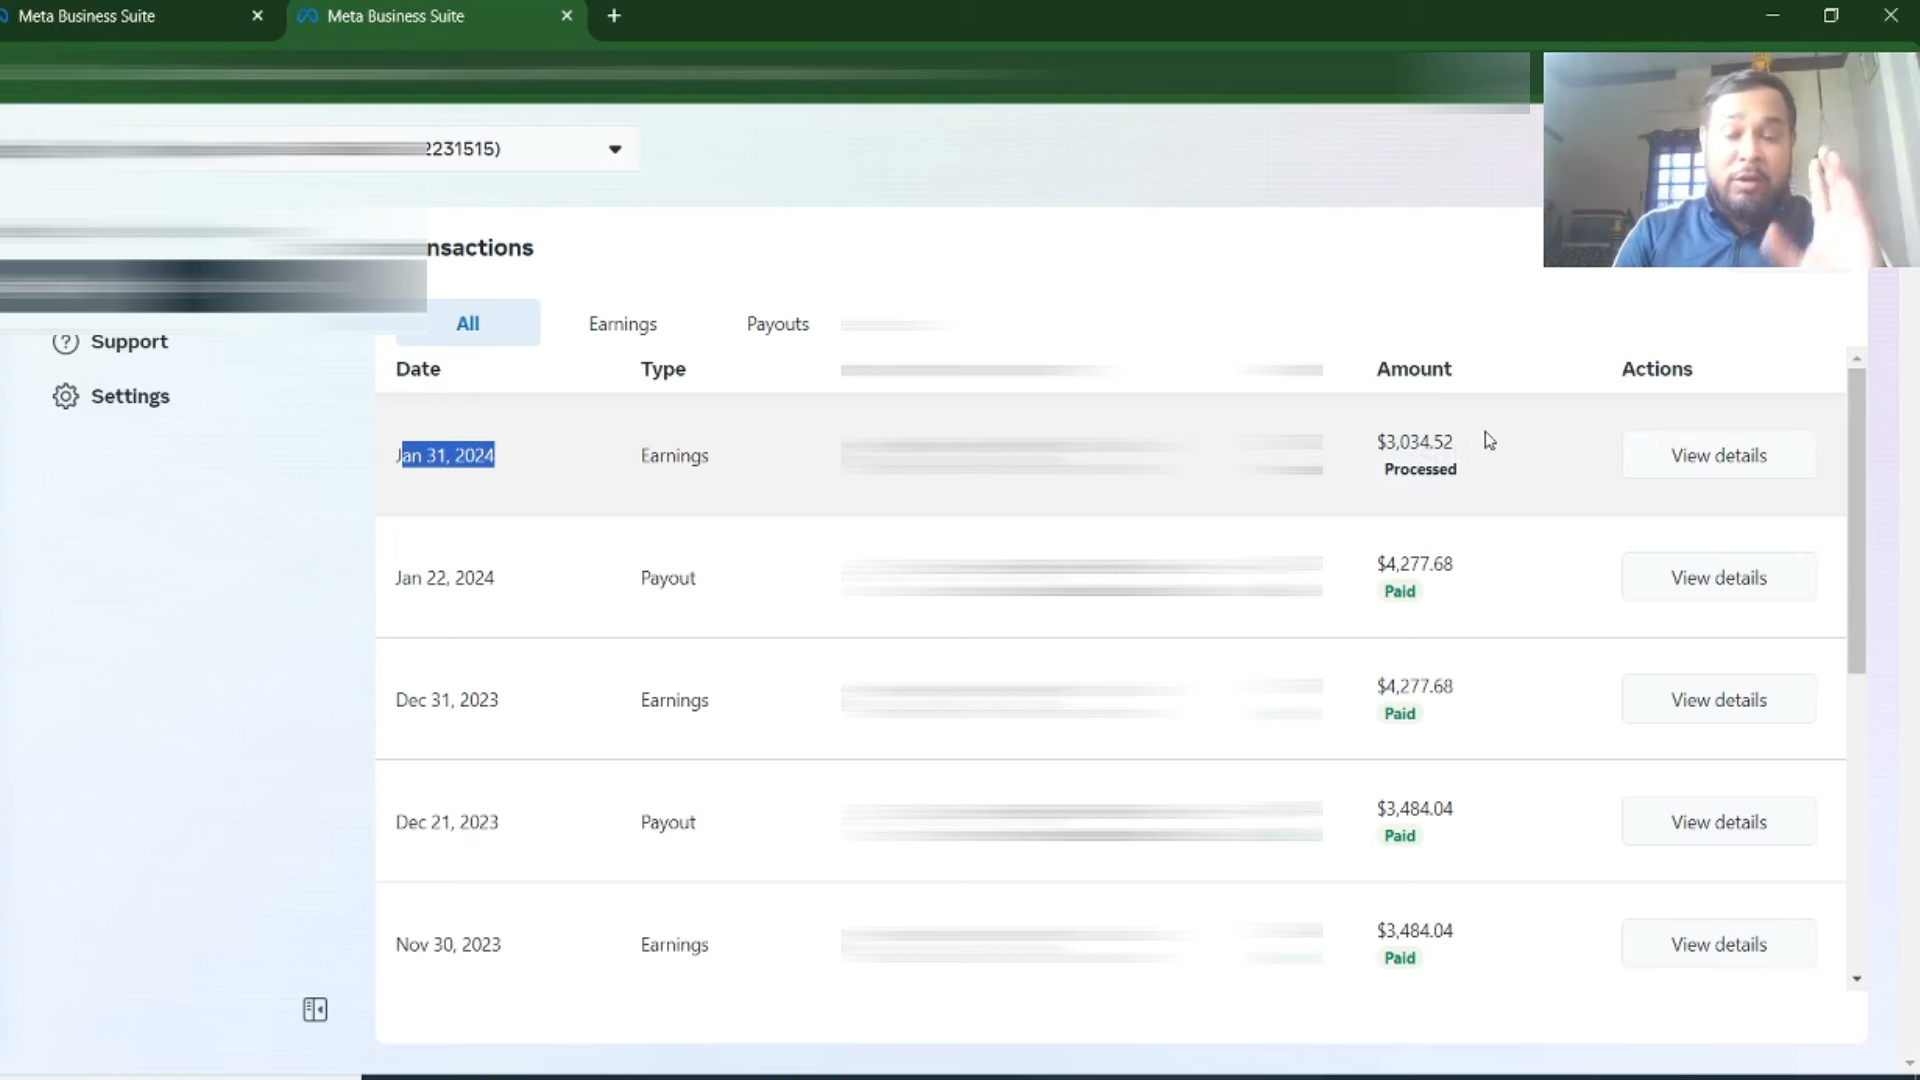 Meta Business Suite
Meta Business Suite
2231515)
nsactions
All
Earnings
Payouts
Support
Settings
Date
Type
Amount
Actions
Jan 31, 2024
Earnings
$3,034.52
Processed
View details
Jan 22, 2024
Payout
$4,277.68
Paid
View details
Dec 31, 2023
Earnings
$4,277.68
Paid
View details
Dec 21, 2023
Payout
$3,484.04
Paid
View details
Nov 30, 2023
Earnings
$3,484.04
Paid
View details